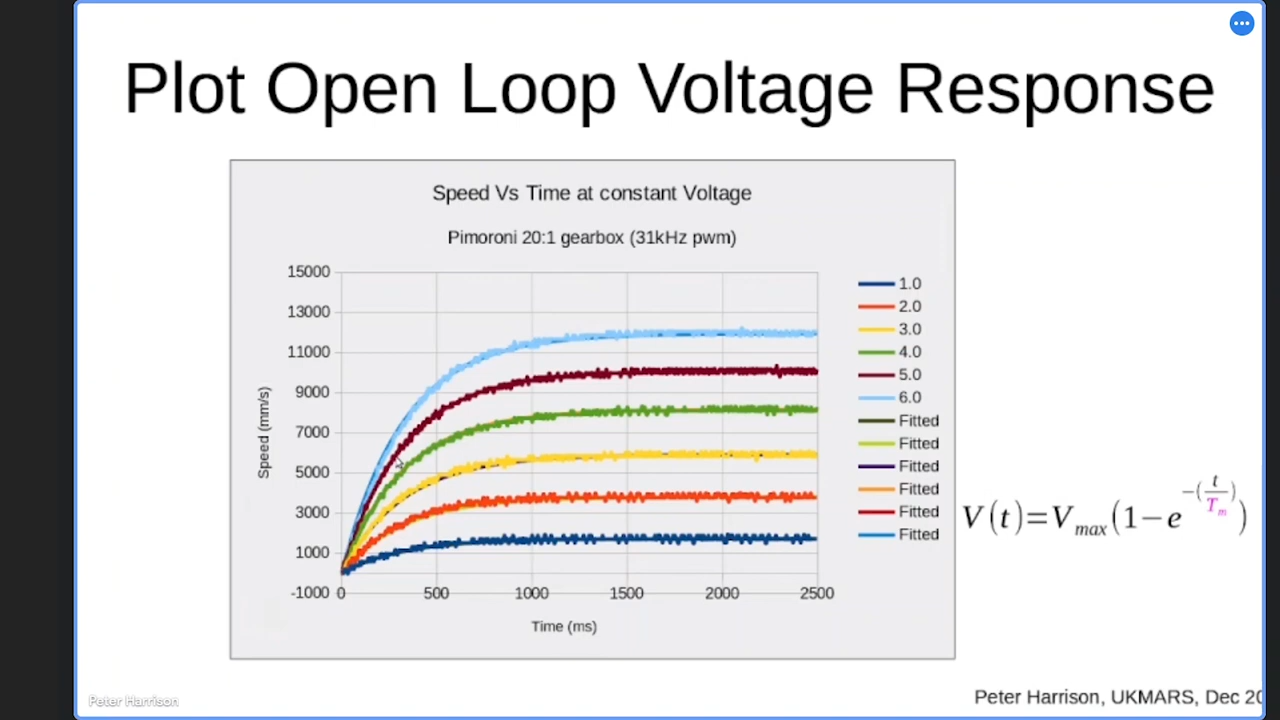 Plot Open Loop Voltage Response
Speed Vs Time at constant Voltage
Pimoroni 20:1 gearbox (31kHz pwm)
15000
13000
11000
9000
7000
5000
3000
1000
-1000
Speed (mm/s)
0 500 1000 1500 2000 2500
Time (ms)
1.0
2.0
3.0
4.0
5.0
6.0
Fitted
Fitted
Fitted
Fitted
Fitted
Fitted
V(t)=Vmax(1−e−(t/Tm))
Peter Harrison
Peter Harrison, UKMARS, Dec